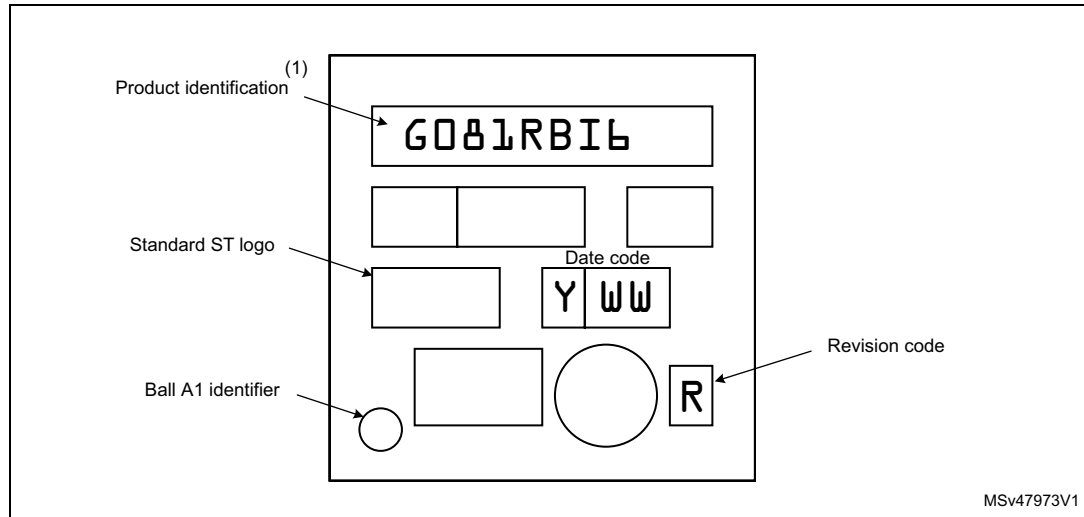 (1)
Product identification
G081RBI6
Standard ST logo
Date code
Y WW
Revision code
Ball A1 identifier
R
MSv47973V1